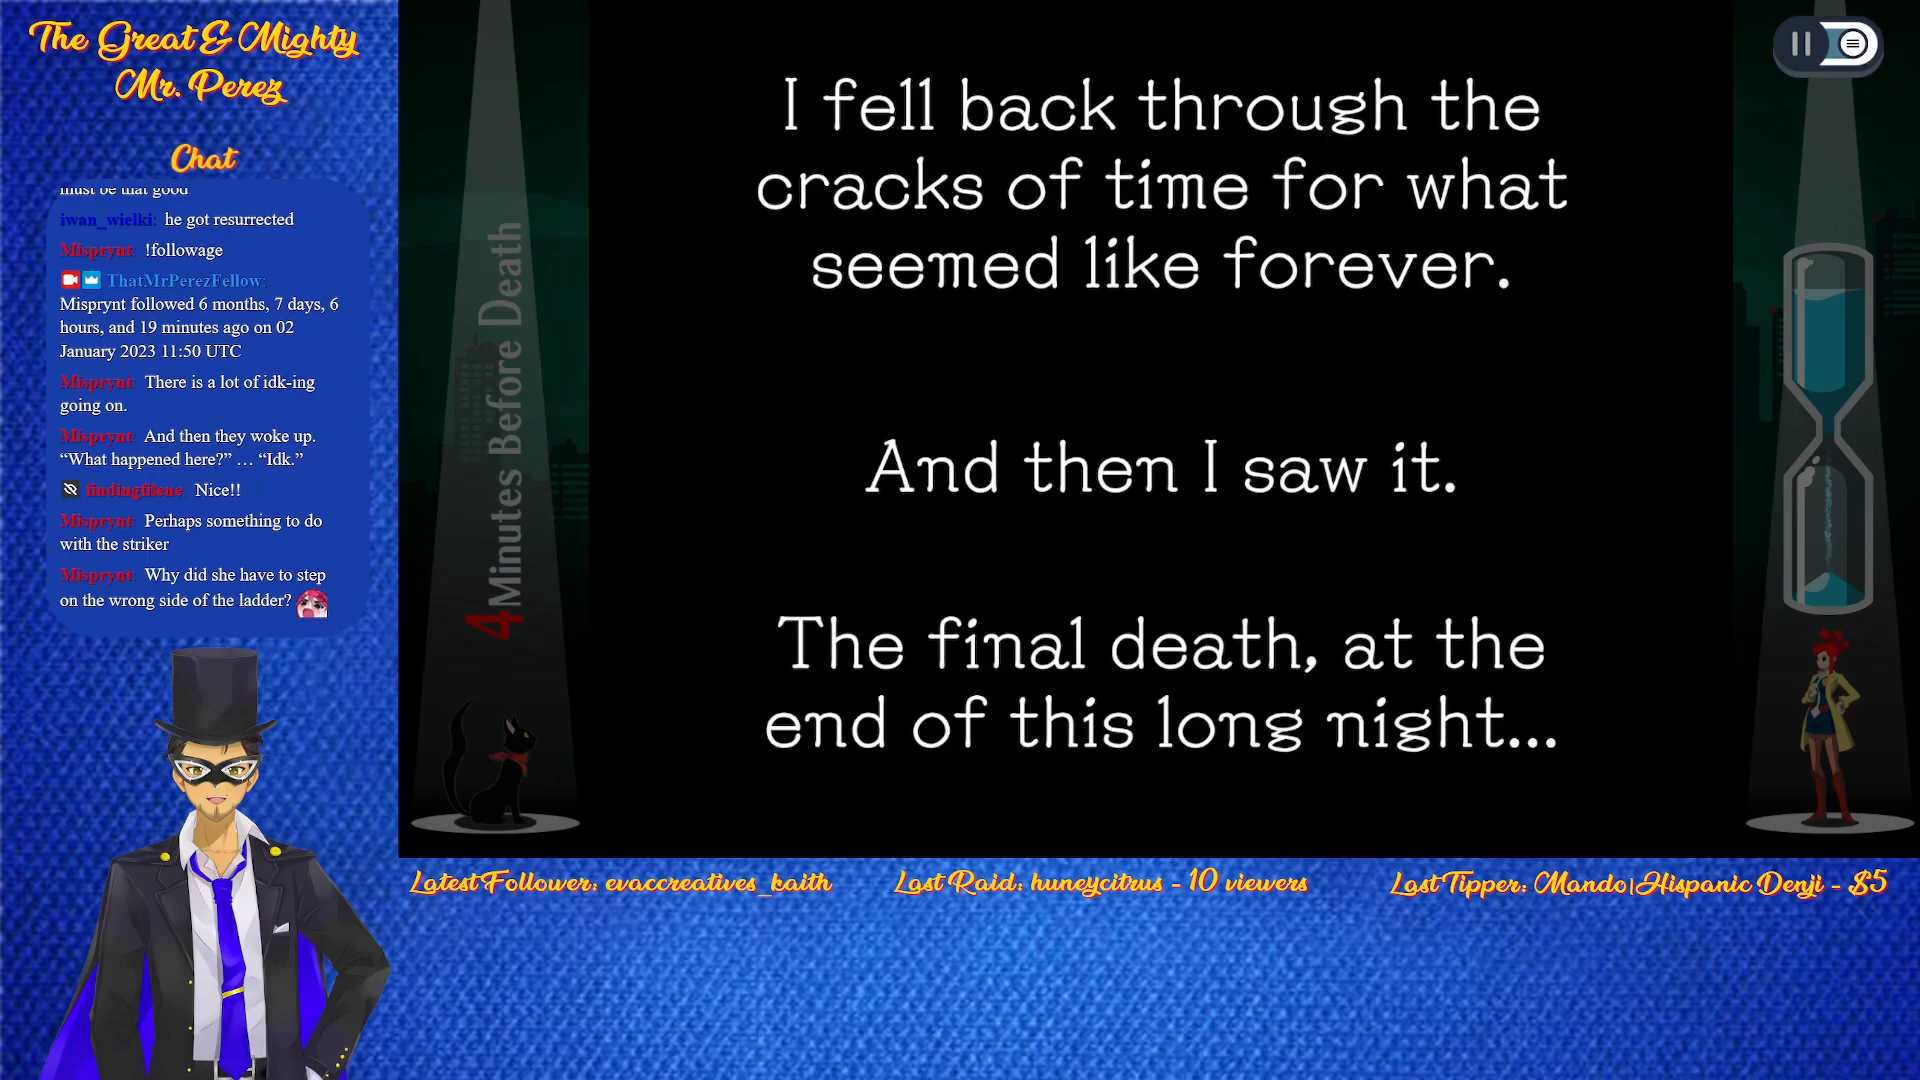 The Great & Mighty
Mr. Perez
Chat
must be that good
iwan_wielki: he got resurrected
Misprynt: !followage
ThatMrPerezFellow:
Misprynt followed 6 months, 7 days, 6
hours, and 19 minutes ago on 02
January 2023 11:50 UTC
Misprynt: There is a lot of idk-ing
going on.
Misprynt: And then they woke up.
“What happened here?” … “Idk.”
findingfilene: Nice!!
Misprynt: Perhaps something to do
with the striker
Misprynt: Why did she have to step
on the wrong side of the ladder?
4 Minutes Before Death
I fell back through the
cracks of time for what
seemed like forever.
And then I saw it.
The final death, at the
end of this long night...
Latest Follower: evaccreatives_kaith
Last Raid: huneycitrus - 10 viewers
Last Tipper: Mando|Hispanic Denji - $5